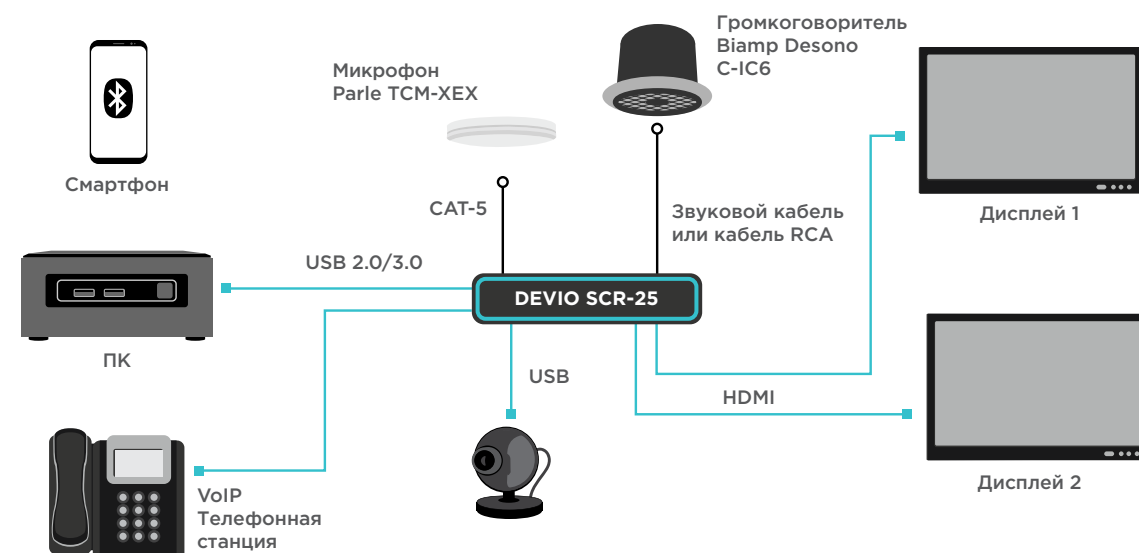 Громкоговоритель
Biamp Desono
C-IC6
Микрофон
Parle TCM-XEX
Смартфон
CAT-5
Звуковой кабель
или кабель RCA
Дисплей 1
USB 2.0/3.0
DEVIO SCR-25
ПК
USB
HDMI
Дисплей 2
VoIP
Телефонная
станция